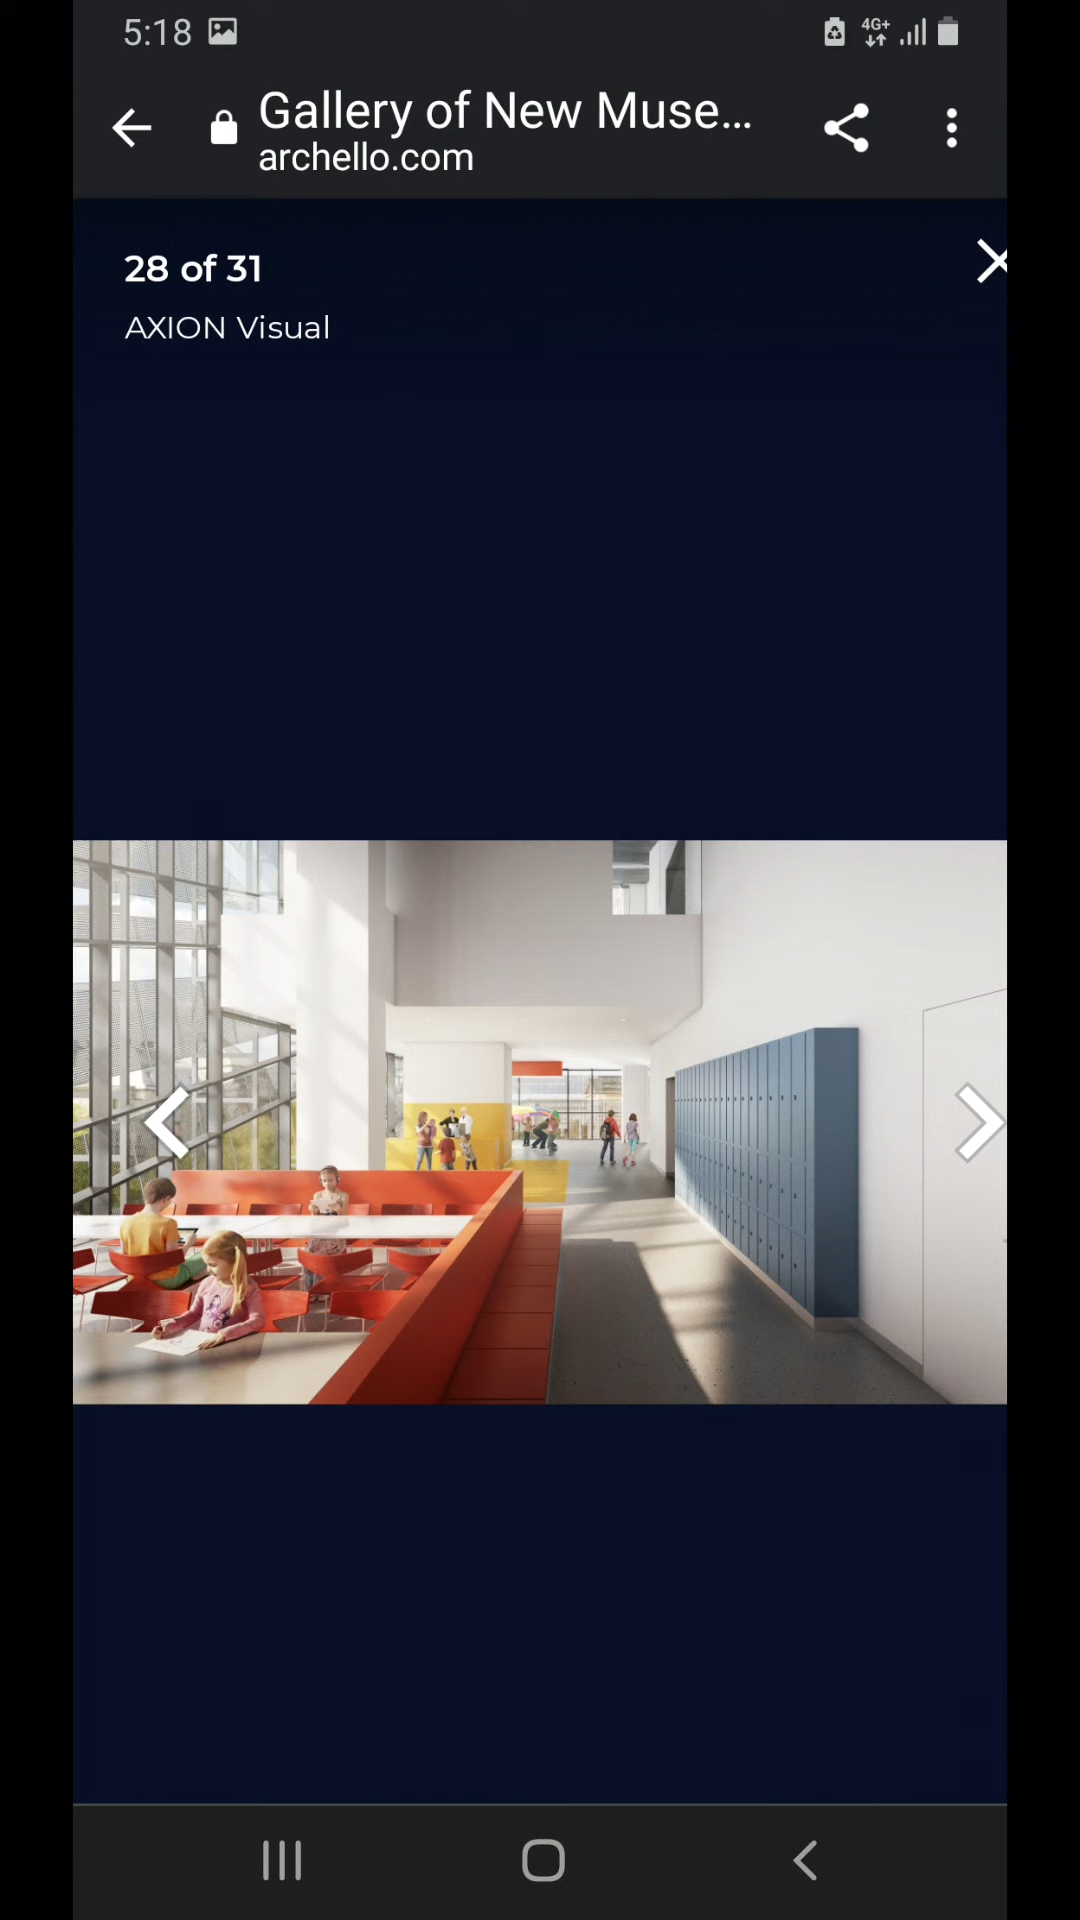 5:18
4G+
Gallery of New Muse...
archello.com
28 of 31
AXION Visual